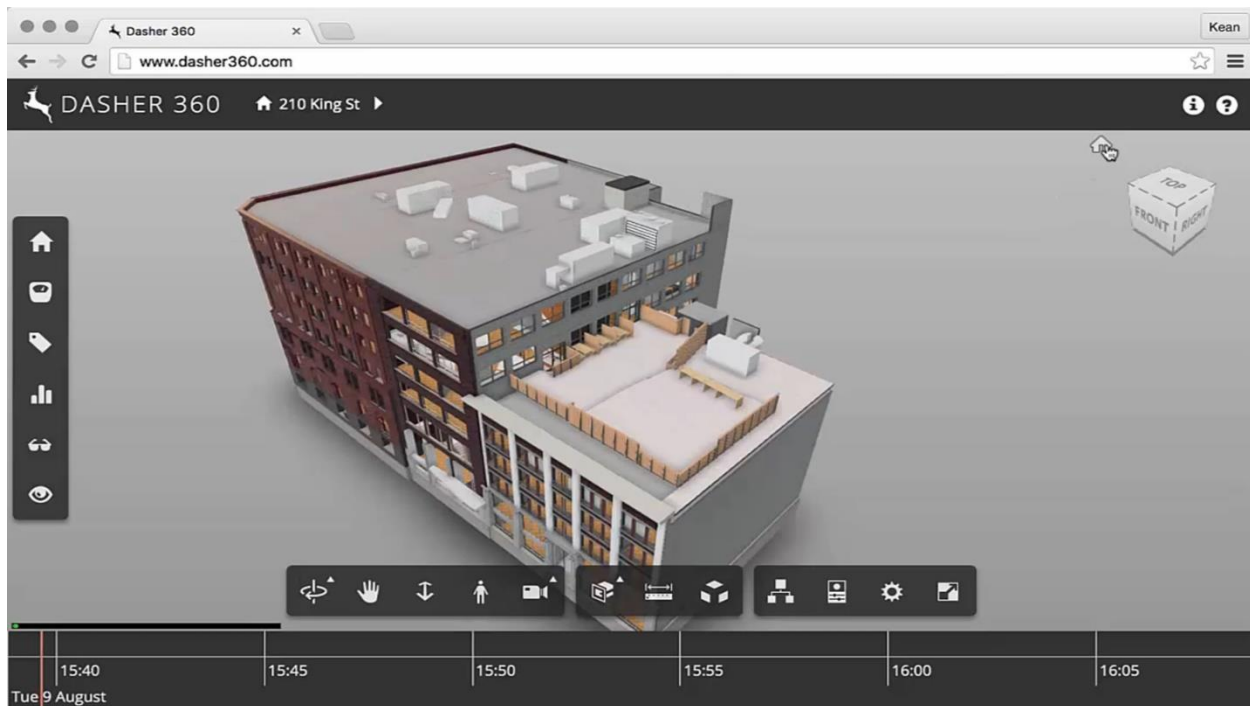 Dasher 360
Kean
www.dasher360.com
DASHER 360
210 King St
TOP
FRONT
RIGHT
15:40
15:45
15:50
15:55
16:00
16:05
Tue 9 August